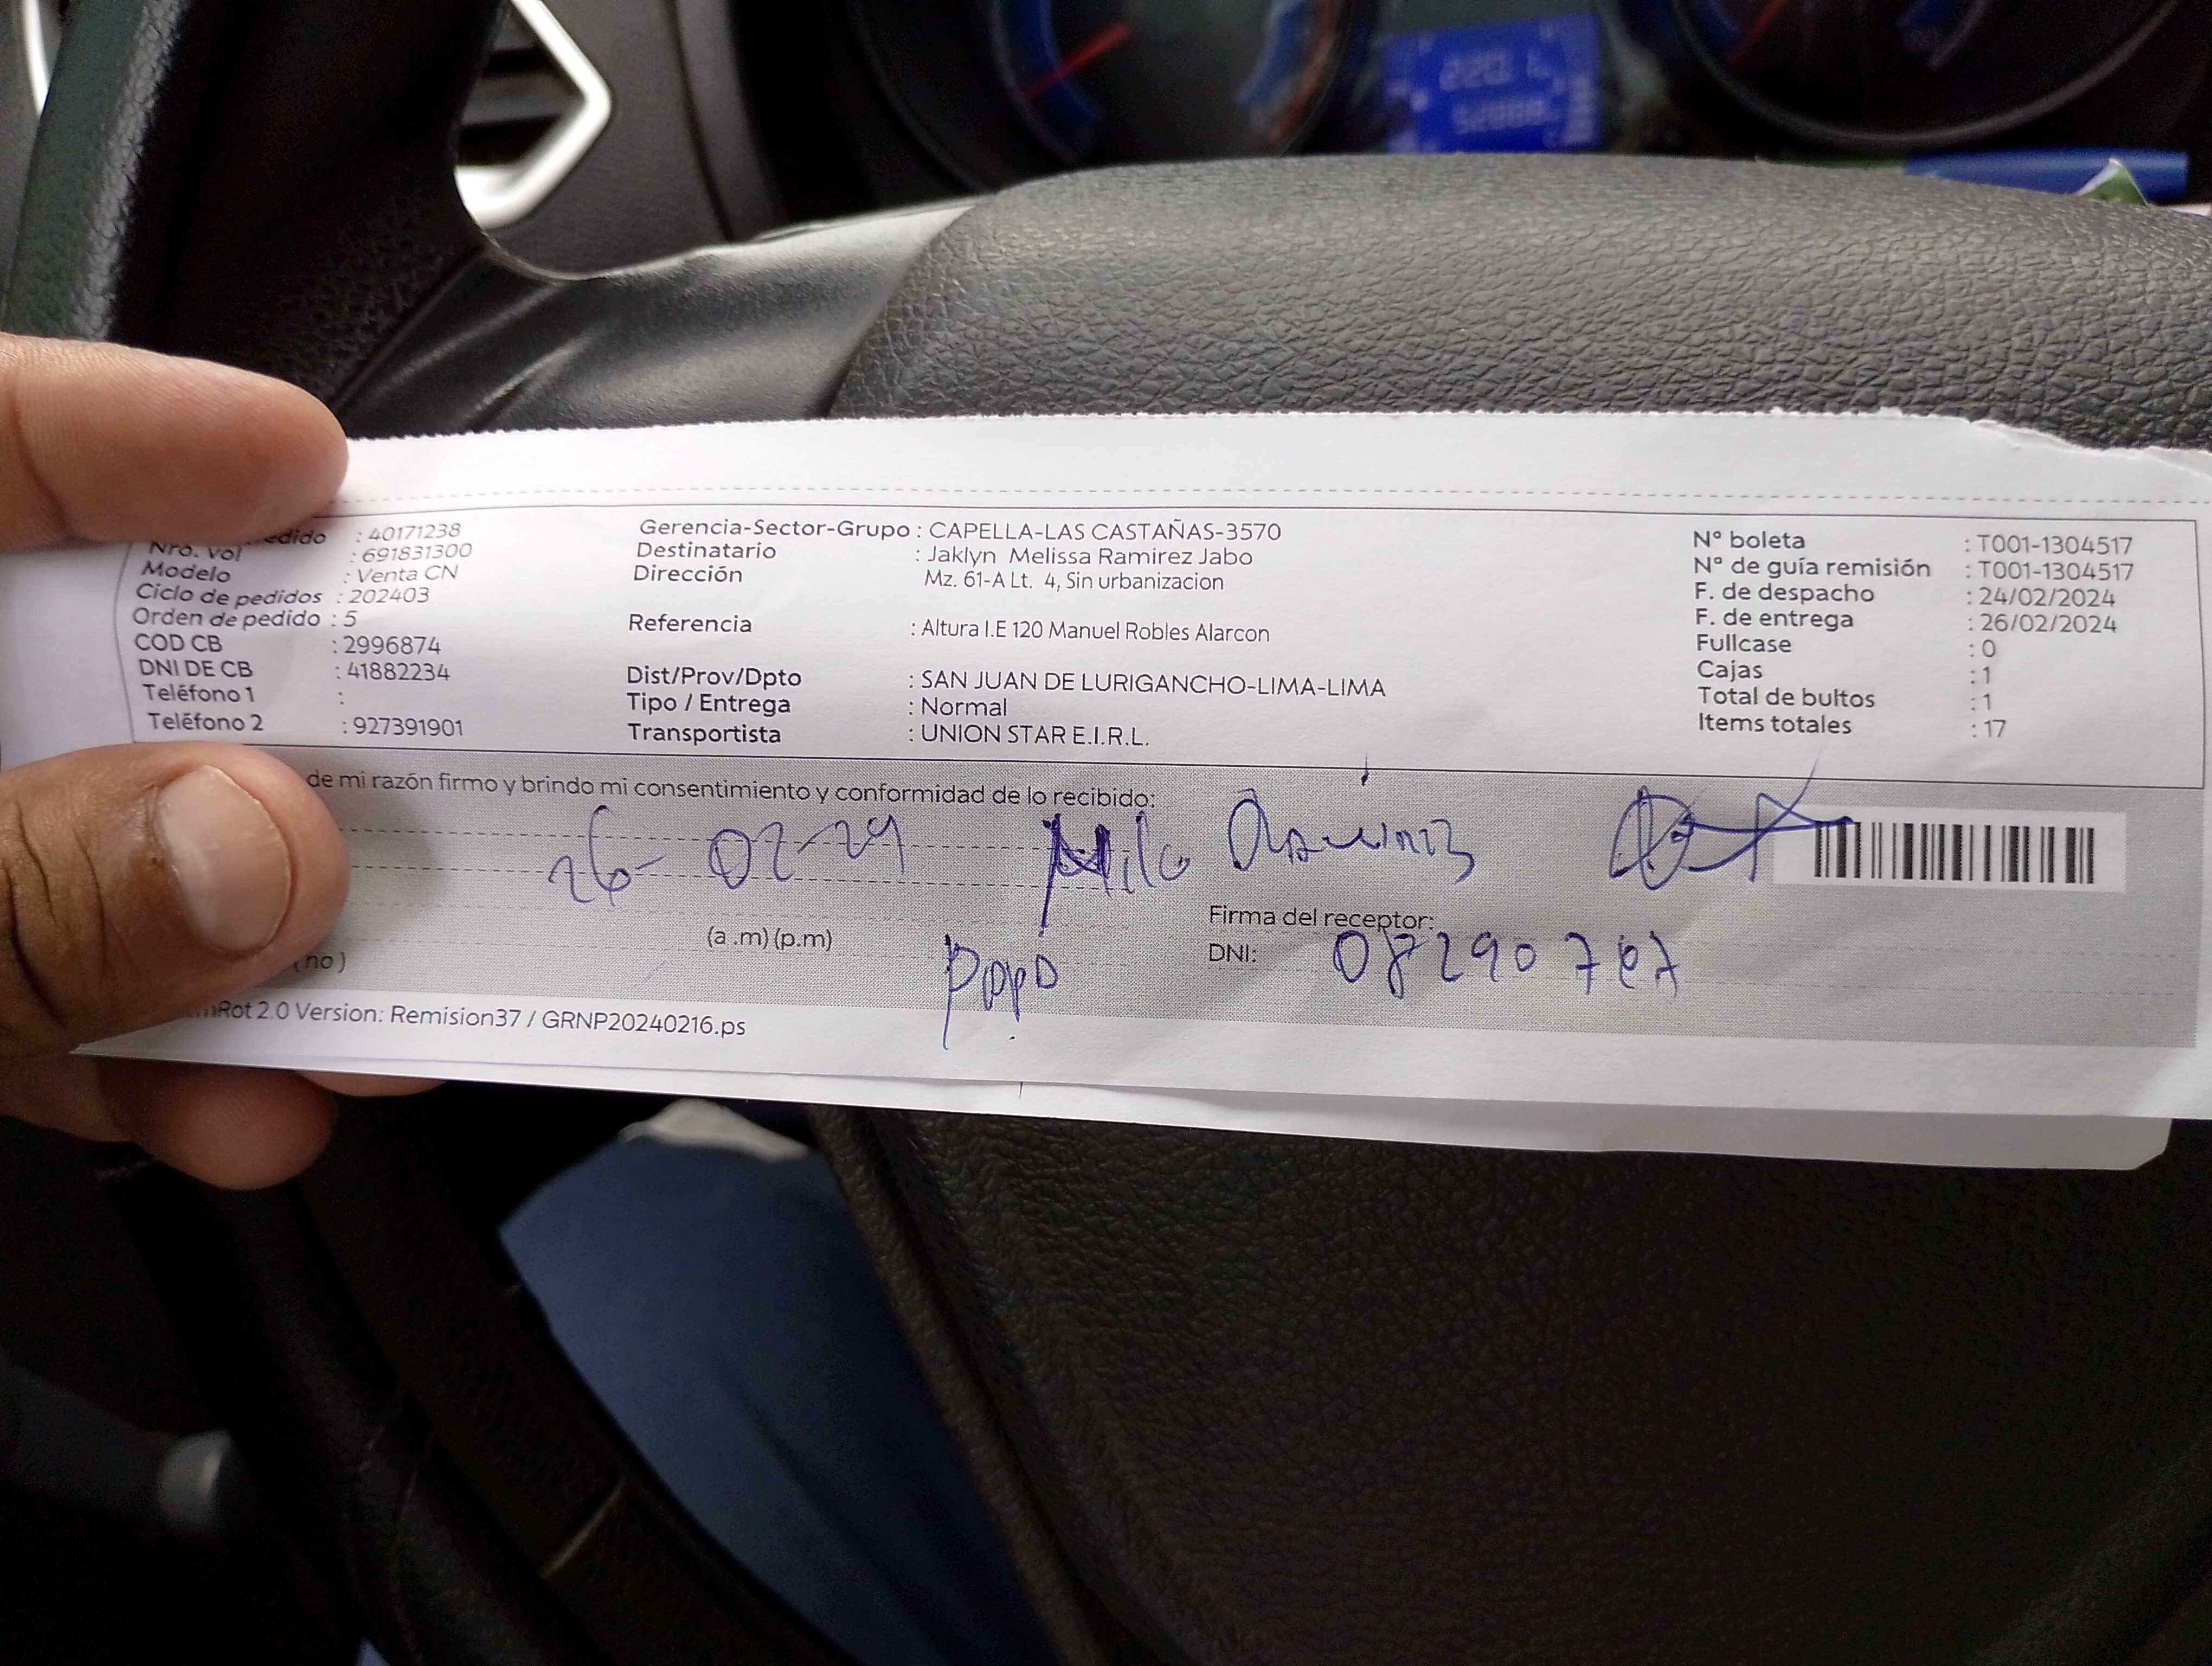 edido : 40171238
Nro. Vol : 691831300
Modelo : Venta CN
Ciclo de pedidos : 202403
Orden de pedido : 5
COD CB : 2996874
DNI DE CB : 41882234
Teléfono 1 :
Teléfono 2 : 927391901
Gerencia-Sector-Grupo : CAPELLA-LAS CASTAÑAS-3570
Destinatario : Jaklyn Melissa Ramirez Jabo
Dirección Mz. 61-A Lt. 4, Sin urbanizacion
Referencia : Altura I.E 120 Manuel Robles Alarcon
Dist/Prov/Dpto : SAN JUAN DE LURIGANCHO-LIMA-LIMA
Tipo / Entrega : Normal
Transportista : UNION STAR E.I.R.L.
N° boleta : T001-1304517
N° de guía remisión : T001-1304517
F. de despacho : 24/02/2024
F. de entrega : 26/02/2024
Fullcase : 0
Cajas : 1
Total de bultos : 1
Items totales : 17
de mi razón firmo y brindo mi consentimiento y conformidad de lo recibido:
26-02-24
Firma del receptor:
(a .m) (p.m)
papa
DNI:
(no)
mRot 2.0 Version: Remision37 / GRNP20240216.ps